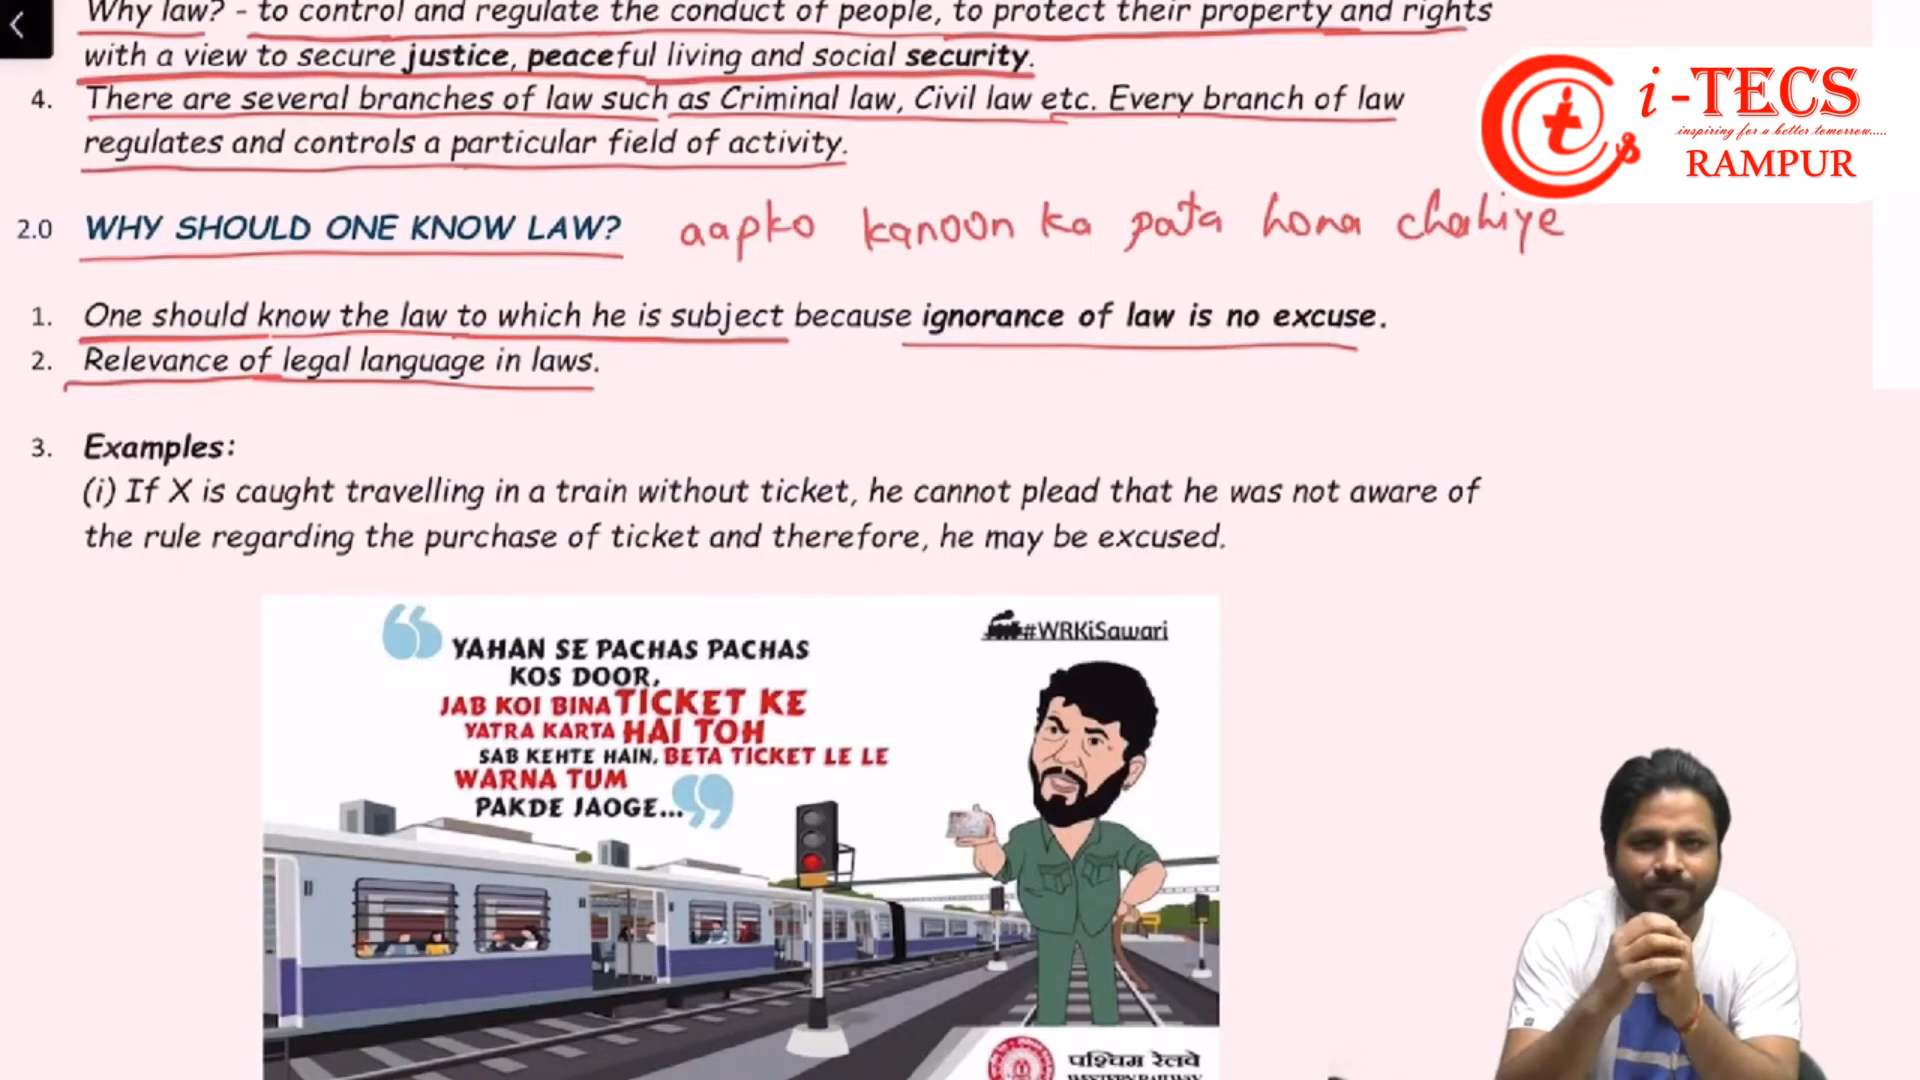 Why law? - to control and regulate the conduct of people, to protect their property and rights
with a view to secure justice, peaceful living and social security.
4. There are several branches of law such as Criminal law, Civil law etc. Every branch of law
regulates and controls a particular field of activity.
i-TECS
inspiring for a better tomorrow.....
RAMPUR
2.0 WHY SHOULD ONE KNOW LAW? aapko kanoon ka pata hona chahiye
1. One should know the law to which he is subject because ignorance of law is no excuse.
2. Relevance of legal language in laws.
3. Examples:
(i) If X is caught travelling in a train without ticket, he cannot plead that he was not aware of
the rule regarding the purchase of ticket and therefore, he may be excused.
#WRKiSawari
“YAHAN SE PACHAS PACHAS
KOS DOOR,
JAB KOI BINA TICKET KE
YATRA KARTA HAI TOH
SAB KEHTE HAIN, BETA TICKET LE LE
WARNA TUM
PAKDE JAOGE...”
पश्चिम रेलवे
WESTERN RAILWAY